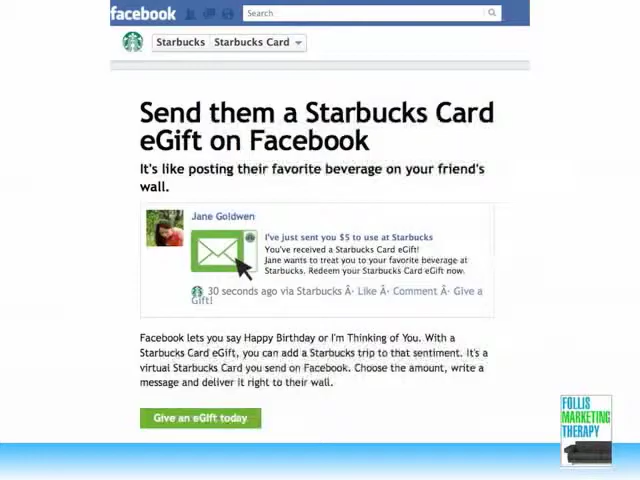 facebook
Search
Starbucks Starbucks Card
Send them a Starbucks Card
eGift on Facebook
It's like posting their favorite beverage on your friend's
wall.
Jane Goldwen
I've just sent you $5 to use at Starbucks
You've received a Starbucks Card eGift!
Jane wants to treat you to your favorite beverage at
Starbucks. Redeem your Starbucks Card eGift now.
30 seconds ago via Starbucks Â· Like Â· Comment Â· Give a
Gift!
Facebook lets you say Happy Birthday or I'm Thinking of You. With a
Starbucks Card eGift, you can add a Starbucks trip to that sentiment. It's a
virtual Starbucks Card you send on Facebook. Choose the amount, write a
message and deliver it right to their wall.
Give an eGift today
FOLLIS
MARKETING
THERAPY